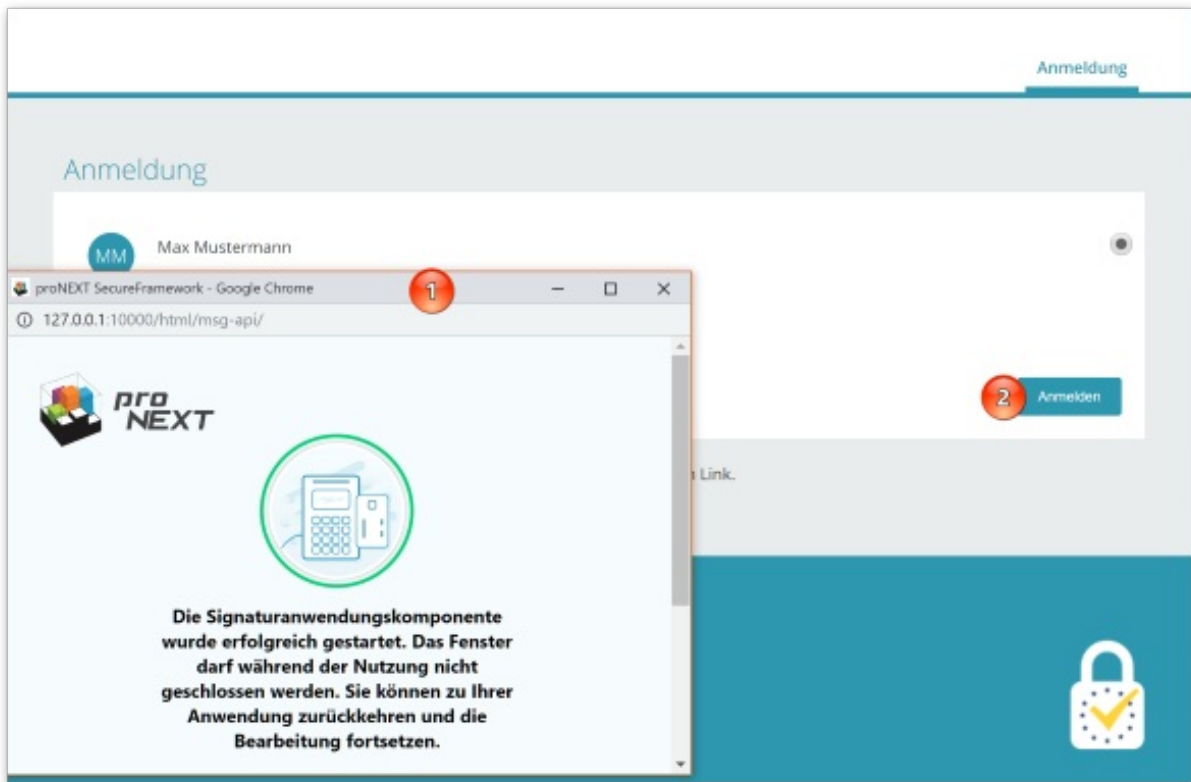 Anmeldung
Anmeldung
MM
Max Mustermann
proNEXT SecureFramework - Google Chrome
1
127.0.0.1:10000/html/msg-api/
pro
NEXT
2
Anmelden
Link.
Die Signaturanwendungskomponente
wurde erfolgreich gestartet. Das Fenster
darf während der Nutzung nicht
geschlossen werden. Sie können zu Ihrer
Anwendung zurückkehren und die
Bearbeitung fortsetzen.